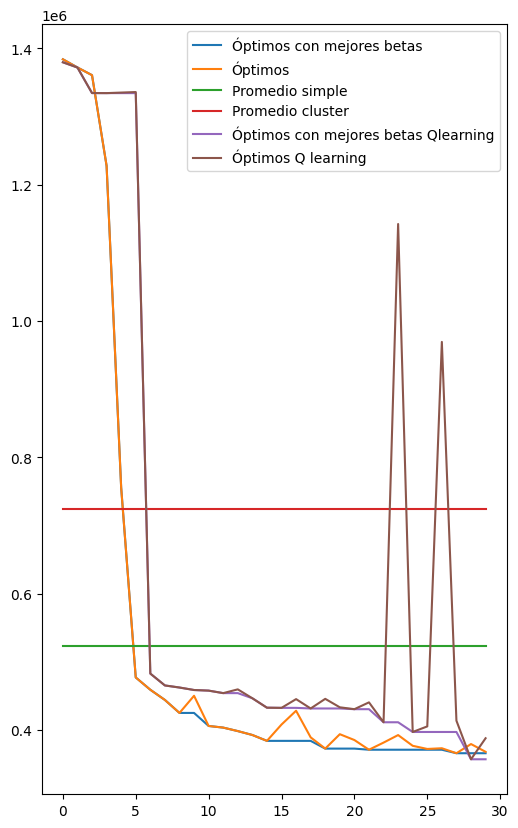 1e6
1.4
1.2
1.0
0.8
0.6
0.4
Óptimos con mejores betas
Óptimos
Promedio simple
Promedio cluster
Óptimos con mejores betas Qlearning
Óptimos Q learning
0 5 10 15 20 25 30